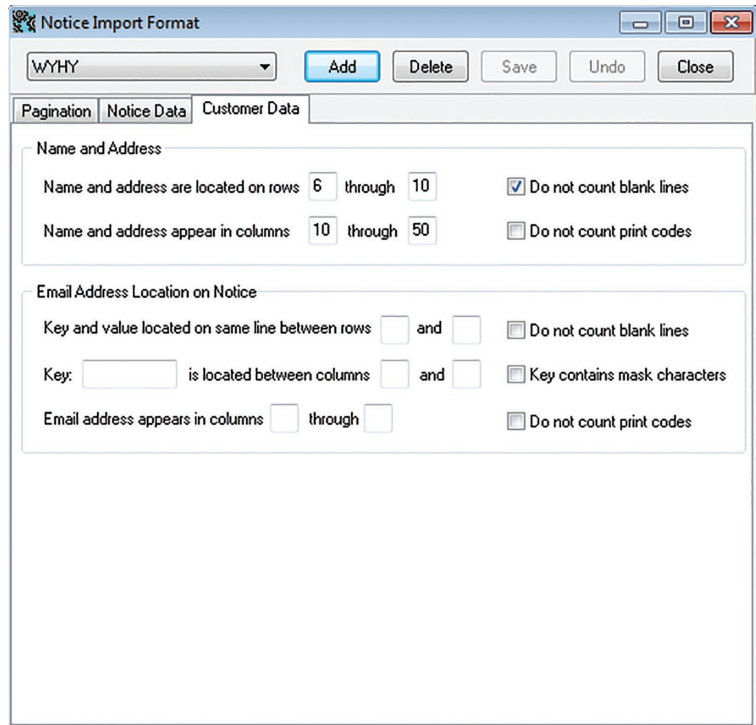 Notice Import Format
WYHY Add Delete Save Undo Close
Pagination Notice Data Customer Data
Name and Address
Name and address are located on rows 6 through 10 Do not count blank lines
Name and address appear in columns 10 through 50 Do not count print codes
Email Address Location on Notice
Key and value located on same line between rows and Do not count blank lines
Key: is located between columns and Key contains mask characters
Email address appears in columns through Do not count print codes